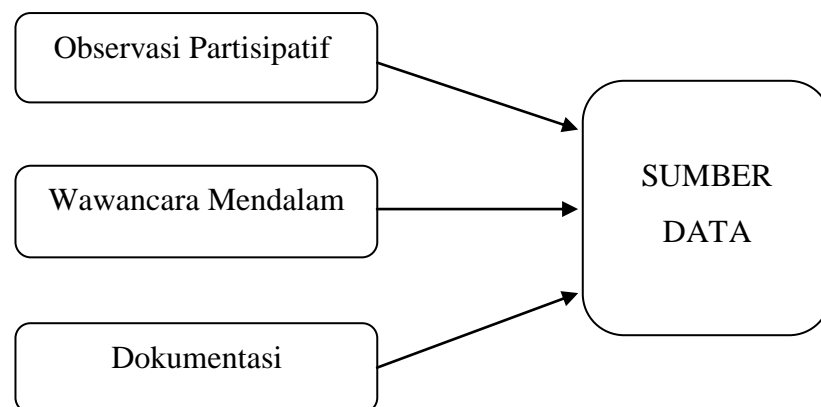 Observasi Partisipatif
Wawancara Mendalam
Dokumentasi
SUMBER
DATA